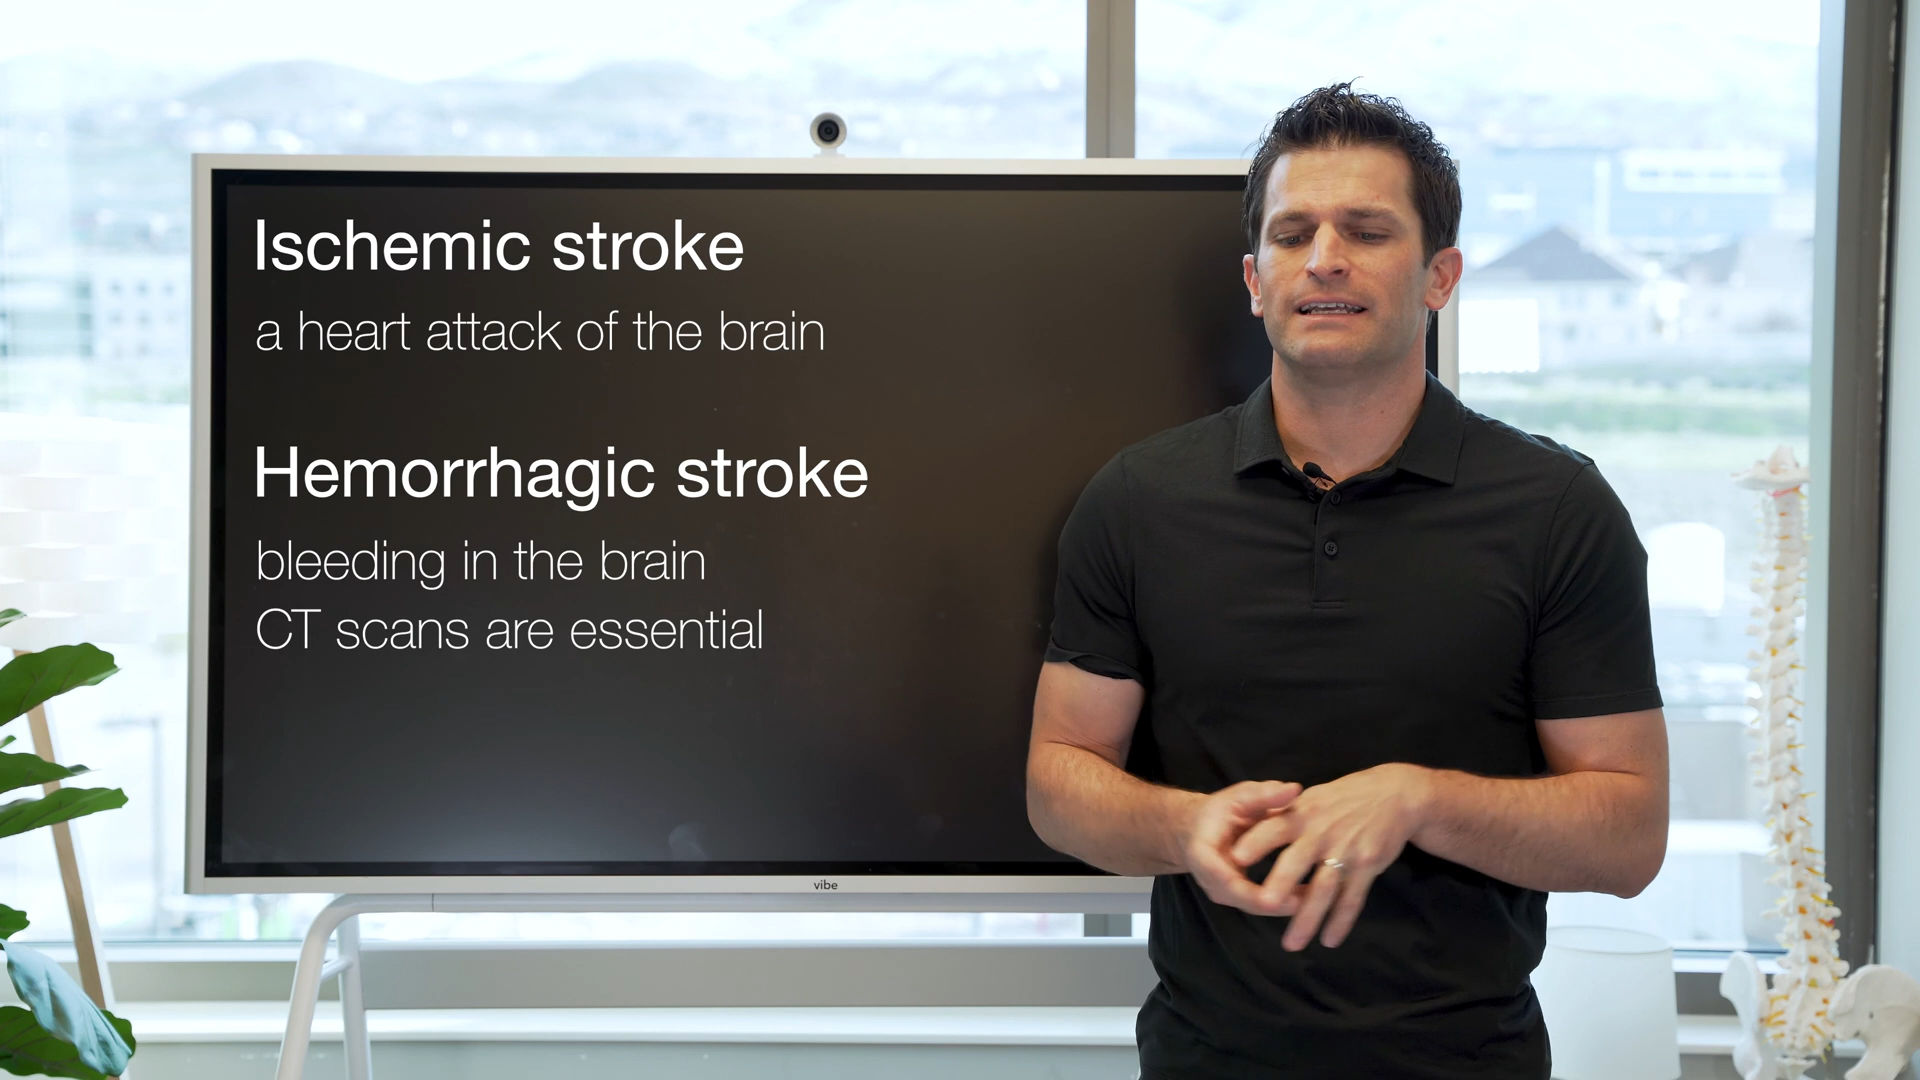 Ischemic stroke
a heart attack of the brain
Hemorrhagic stroke
bleeding in the brain
CT scans are essential
vibe